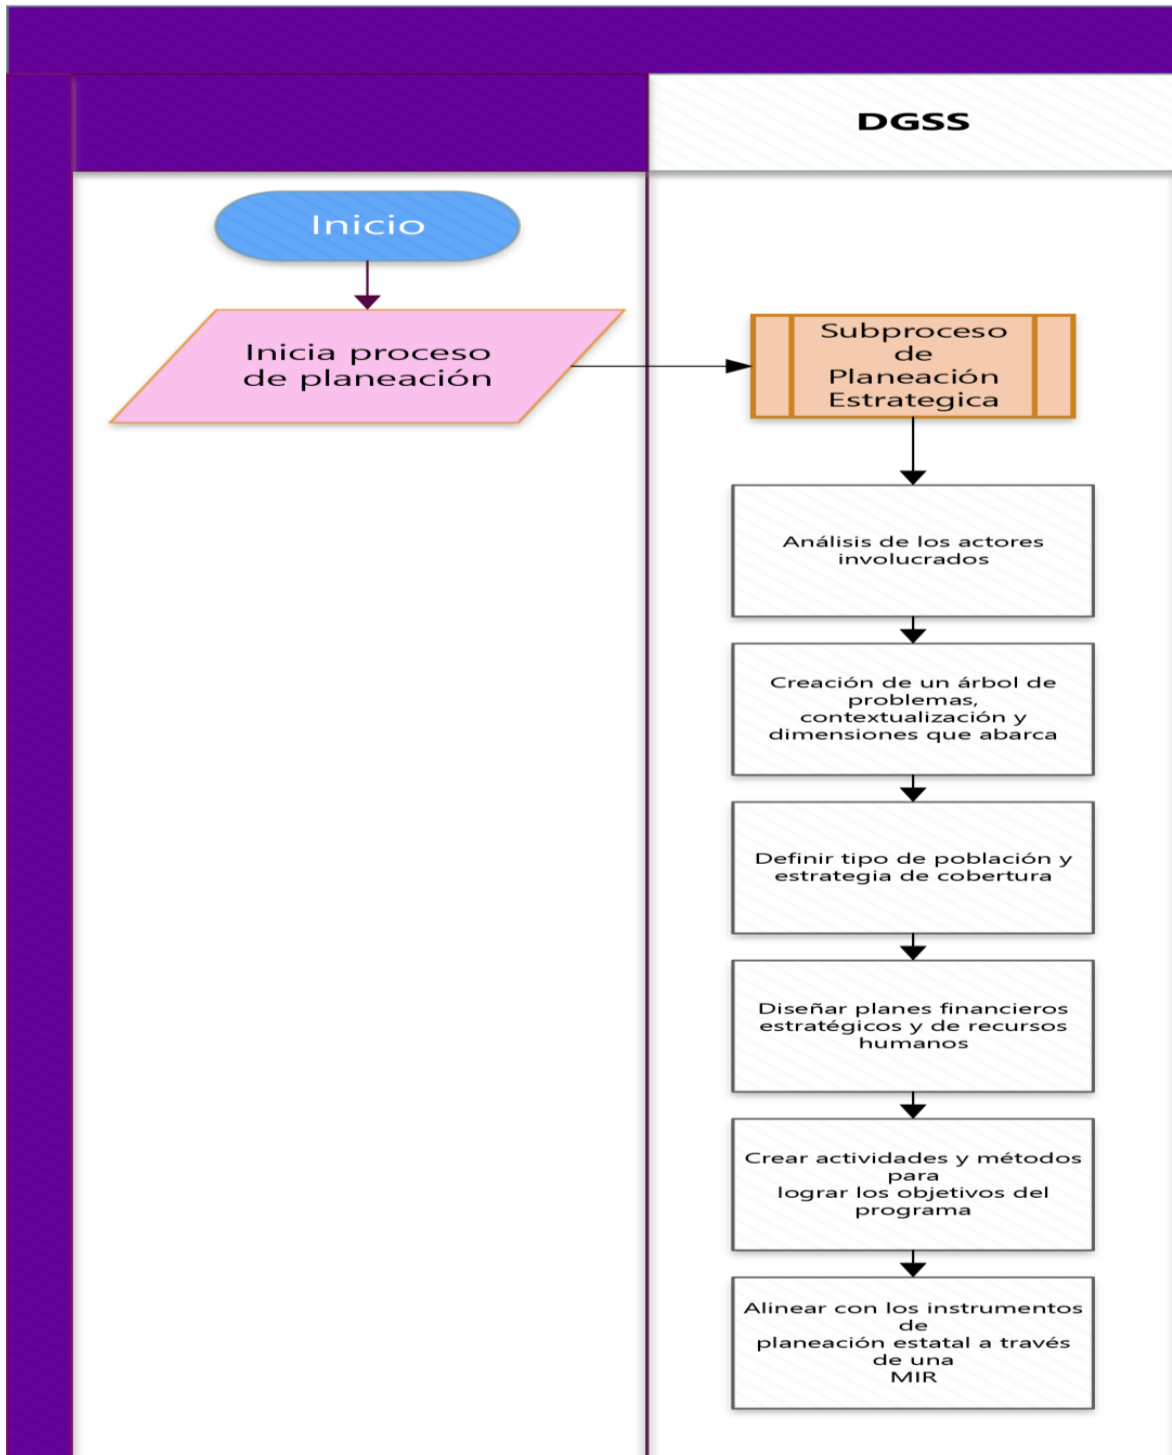 DGSS
Inicio
Inicia proceso
de planeación
Subproceso
de
Planeación
Estrategica
Análisis de los actores
involucrados
Creación de un árbol de
problemas,
contextualización y
dimensiones que abarca
Definir tipo de población y
estrategia de cobertura
Diseñar planes financieros
estratégicos y de recursos
humanos
Crear actividades y métodos
para
lograr los objetivos del
programa
Alinear con los instrumentos
de
planeación estatal a través
de una
MIR